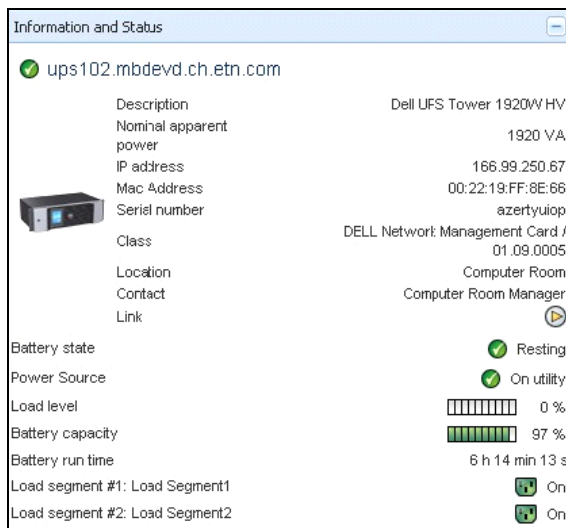 Information and Status
ups102.mbdevd.ch.etn.com
Description Dell UFS Tower 1920W HV
Nominal apparent power 1920 VA
IP address 166.99.250.67
Mac Address 00:22:19:FF:8E:66
Serial number azertyuiop
Class DELL Network Management Card / 01.09.0005
Location Computer Room
Contact Computer Room Manager
Link
Battery state Resting
Power Source On utility
Load level 0 %
Battery capacity 97 %
Battery run time 6 h 14 min 13 s
Load segment #1: Load Segment1 On
Load segment #2: Load Segment2 On